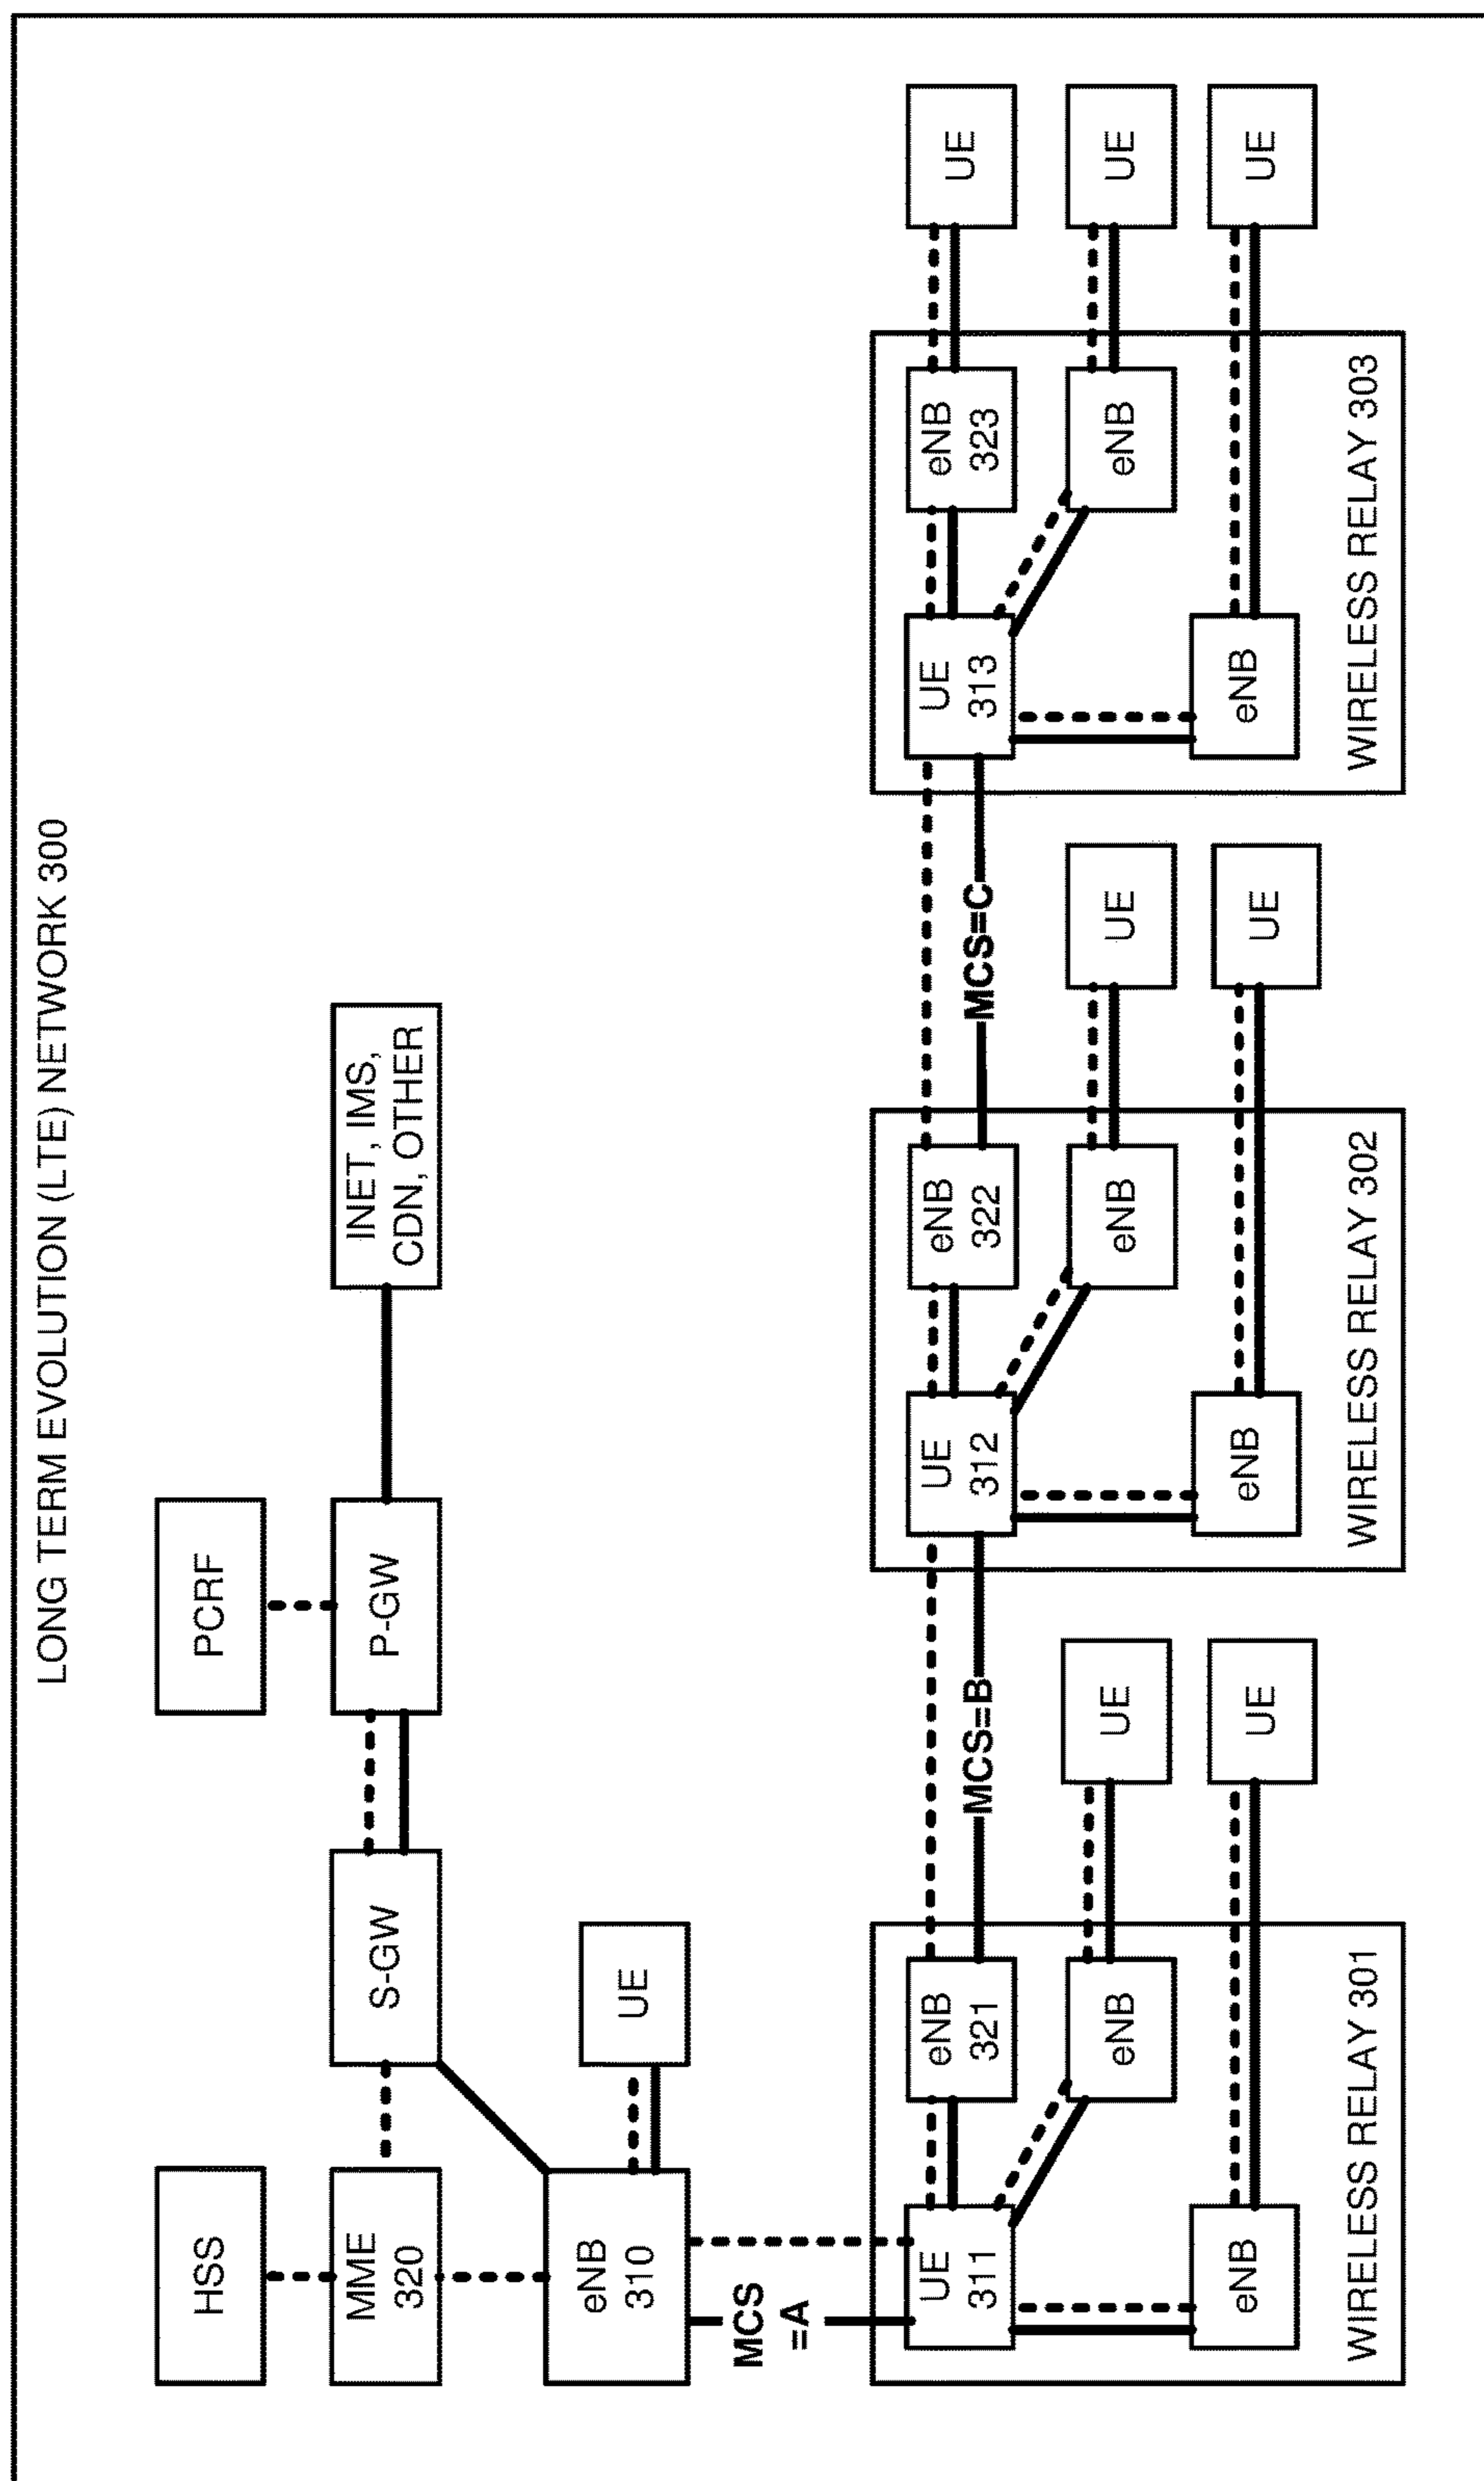 LONG TERM EVOLUTION (LTE) NETWORK 300
HSS
PCRF
MME
320
S-GW
P-GW
INET, IMS,
CDN, OTHER
eNB
310
UE
MCS
=A
UE
311
eNB
321
MCS=B
UE
312
eNB
322
MCS=C
UE
313
eNB
323
UE
eNB
UE
eNB
UE
eNB
UE
eNB
UE
eNB
UE
eNB
UE
WIRELESS RELAY 301
WIRELESS RELAY 302
WIRELESS RELAY 303